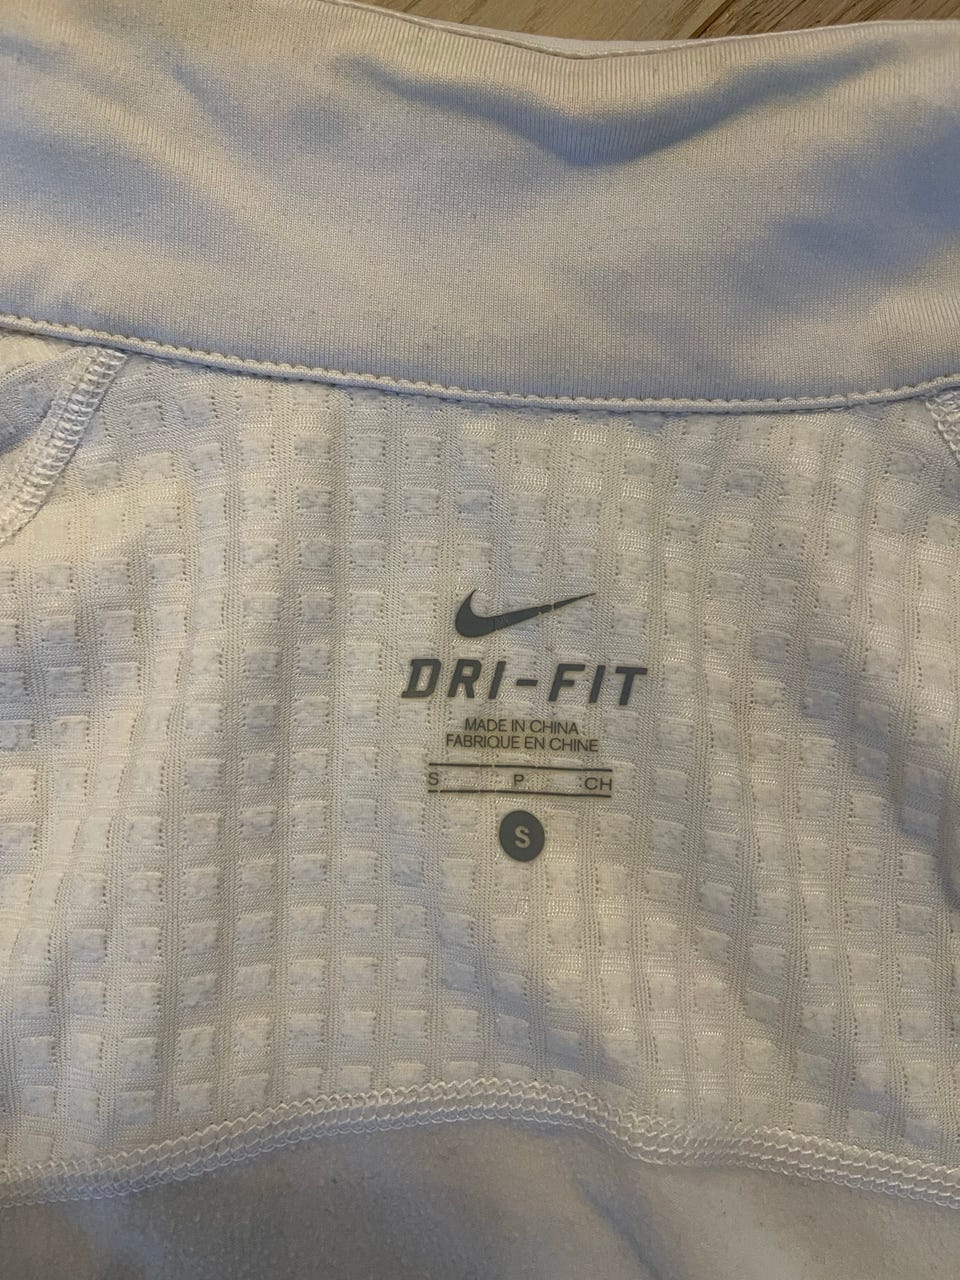 DRI-FIT
MADE IN CHINA
FABRIQUE EN CHINE
S P CH
S